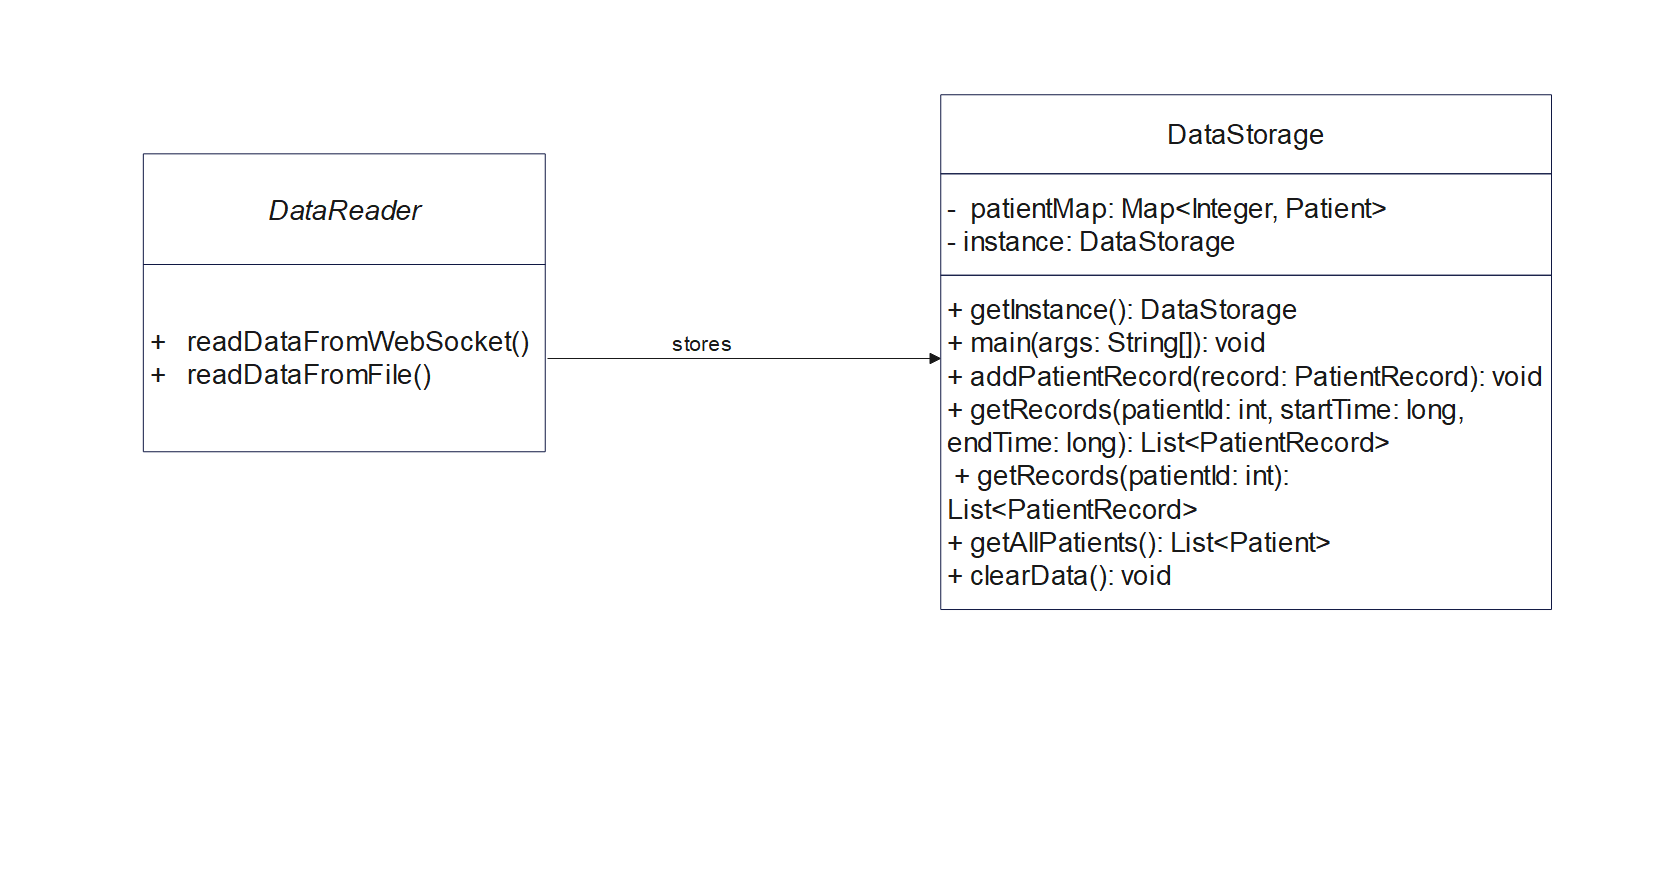 DataReader
+ readDataFromWebSocket()
+ readDataFromFile()
stores
DataStorage
- patientMap: Map<Integer, Patient>
- instance: DataStorage
+ getInstance(): DataStorage
+ main(args: String[]): void
+ addPatientRecord(record: PatientRecord): void
+ getRecords(patientId: int, startTime: long,
endTime: long): List<PatientRecord>
+ getRecords(patientId: int):
List<PatientRecord>
+ getAllPatients(): List<Patient>
+ clearData(): void